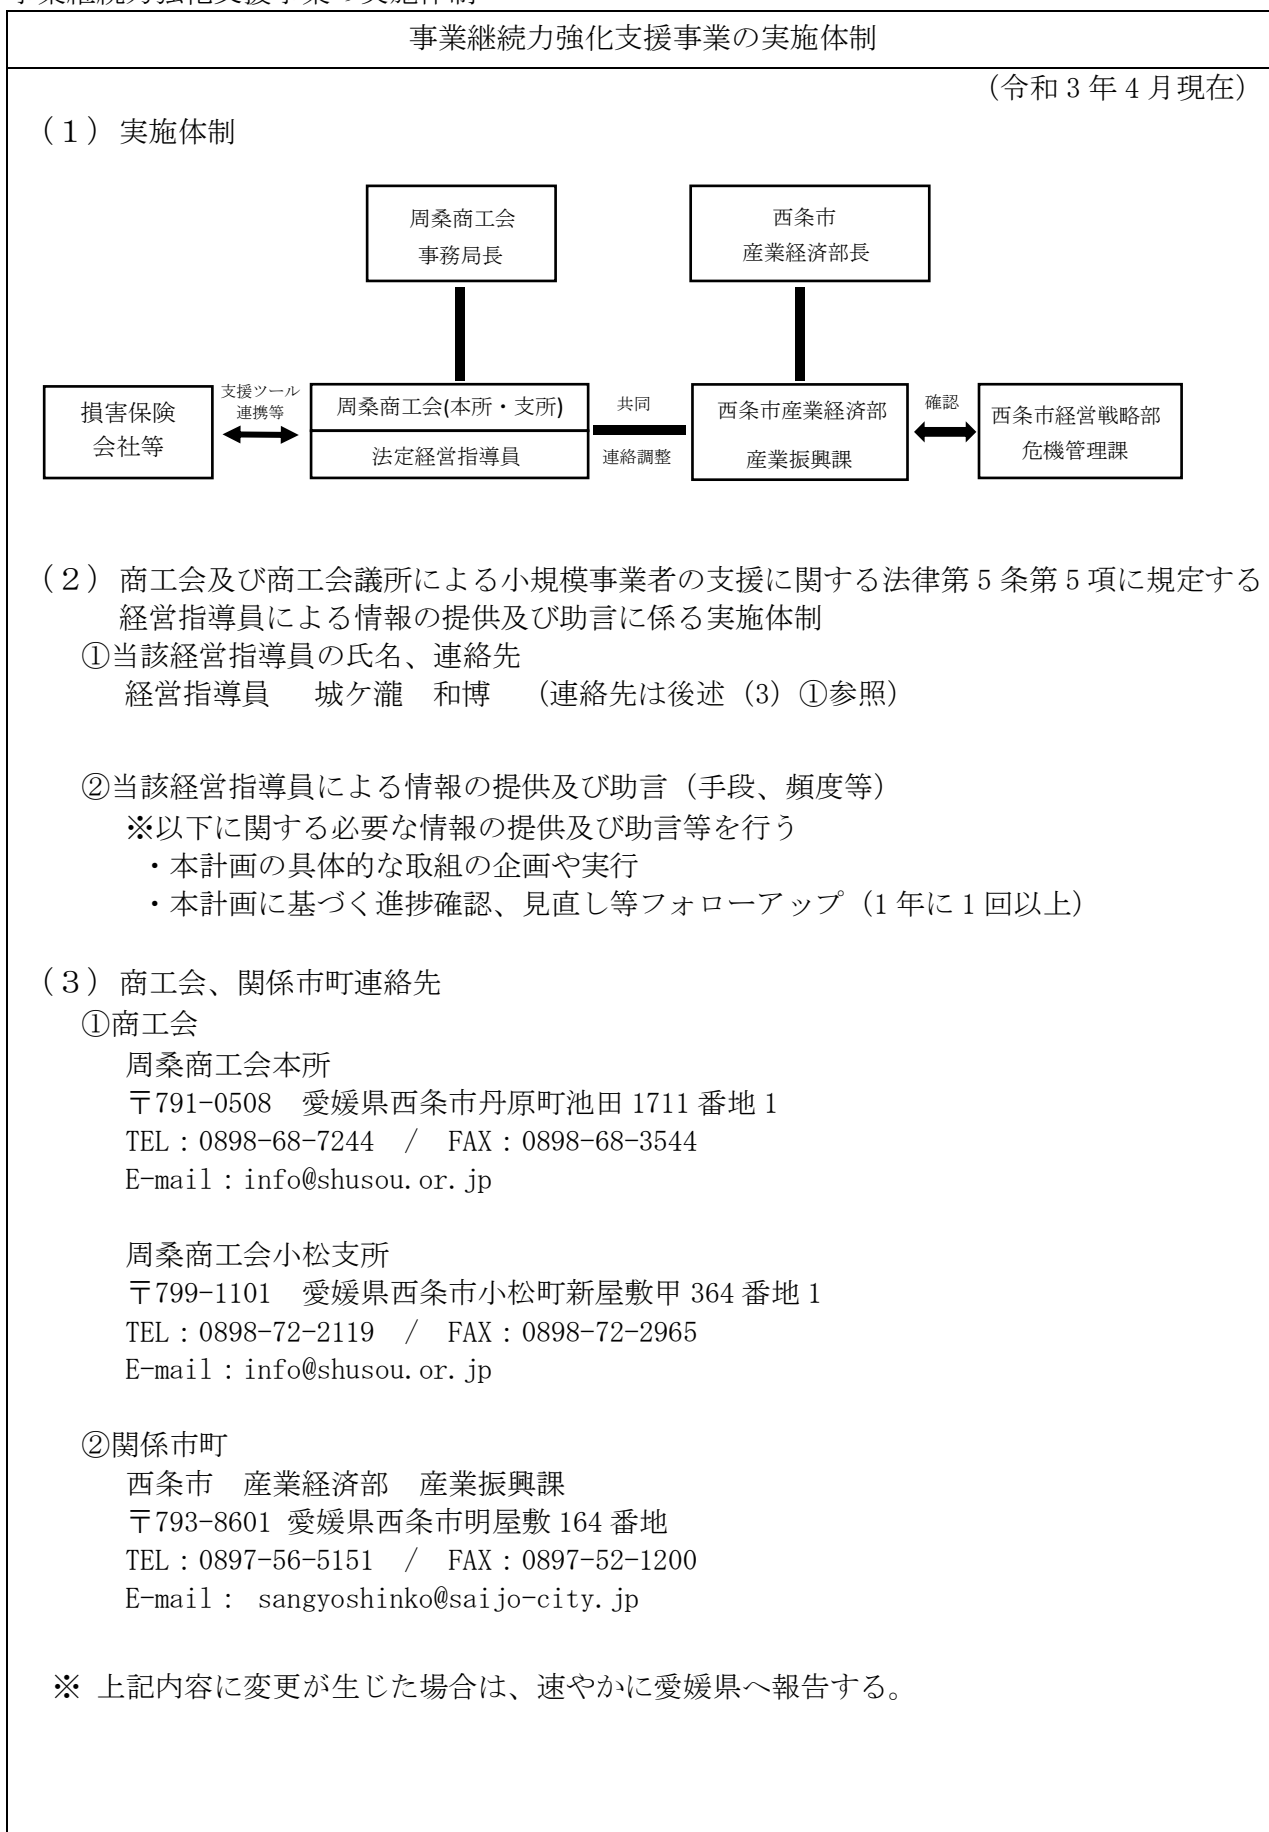 事業継続力強化支援事業の実施体制
(令和3年4月現在)
(1) 実施体制
周桑商工会
事務局長
西条市
産業経済部長
損害保険
会社等
支援ツール
連携等
周桑商工会(本所・支所)
法定経営指導員
共同
連絡調整
西条市産業経済部
産業振興課
確認
西条市経営戦略部
危機管理課
(2) 商工会及び商工会議所による小規模事業者の支援に関する法律第5条第5項に規定する
経営指導員による情報の提供及び助言に係る実施体制
①当該経営指導員の氏名、連絡先
経営指導員 城ケ瀧 和博 (連絡先は後述(3)①参照)
②当該経営指導員による情報の提供及び助言(手段、頻度等)
※以下に関する必要な情報の提供及び助言等を行う
・本計画の具体的な取組の企画や実行
・本計画に基づく進捗確認、見直し等フォローアップ(1年に1回以上)
(3) 商工会、関係市町連絡先
①商工会
周桑商工会本所
〒791-0508 愛媛県西条市丹原町池田1711番地1
TEL:0898-68-7244 / FAX:0898-68-3544
E-mail:info@shusou.or.jp
周桑商工会小松支所
〒799-1101 愛媛県西条市小松町新屋敷甲364番地1
TEL:0898-72-2119 / FAX:0898-72-2965
E-mail:info@shusou.or.jp
②関係市町
西条市 産業経済部 産業振興課
〒793-8601 愛媛県西条市明屋敷164番地
TEL:0897-56-5151 / FAX:0897-52-1200
E-mail: sangyoshinko@saijo-city.jp
※ 上記内容に変更が生じた場合は、速やかに愛媛県へ報告する。